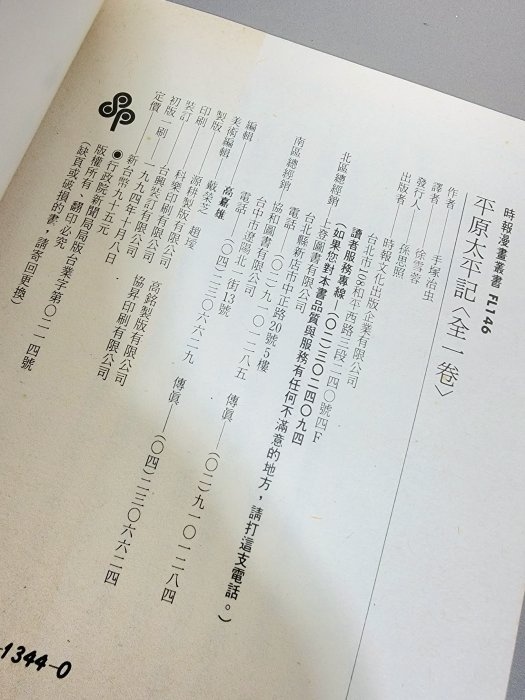 時報漫畫叢書 FL146
平原太平記〈全一卷〉
作者——手塚治虫
譯者——徐雪蓉
發行人——孫思照
出版者——時報文化出版企業有限公司
台北市108和平西路三段二四〇號四F
讀者服務專線——(〇二)三〇二四〇九四
(如果您對本書品質與服務有任何不滿意的地方，請打這支電話。)
北區總經銷——上登圖書有限公司
台北縣新店市中正路20號5樓
電話——(〇二)九一〇一二八五 傳眞——(〇二)九一〇一二八四
南區總經銷——協和圖書有限公司
台中市遼陽北一街13號
電話——(〇四)二三〇六六二九 傳眞——(〇四)二三〇六六二四
編輯——高嘉雄
美術編輯——戴榮芝 趙瑷
製版——源耕製版有限公司 高銘製版有限公司
印刷——科樂印刷有限公司 協昇印刷有限公司
裝訂——台興裝訂有限公司
初版一刷——一九九四年十月八日
定價——新台幣九十五元
●行政院新聞局局版台業字第〇二一四號
版權所有，翻印必究
(缺頁或破損的書，請寄回更換)
-1344-0